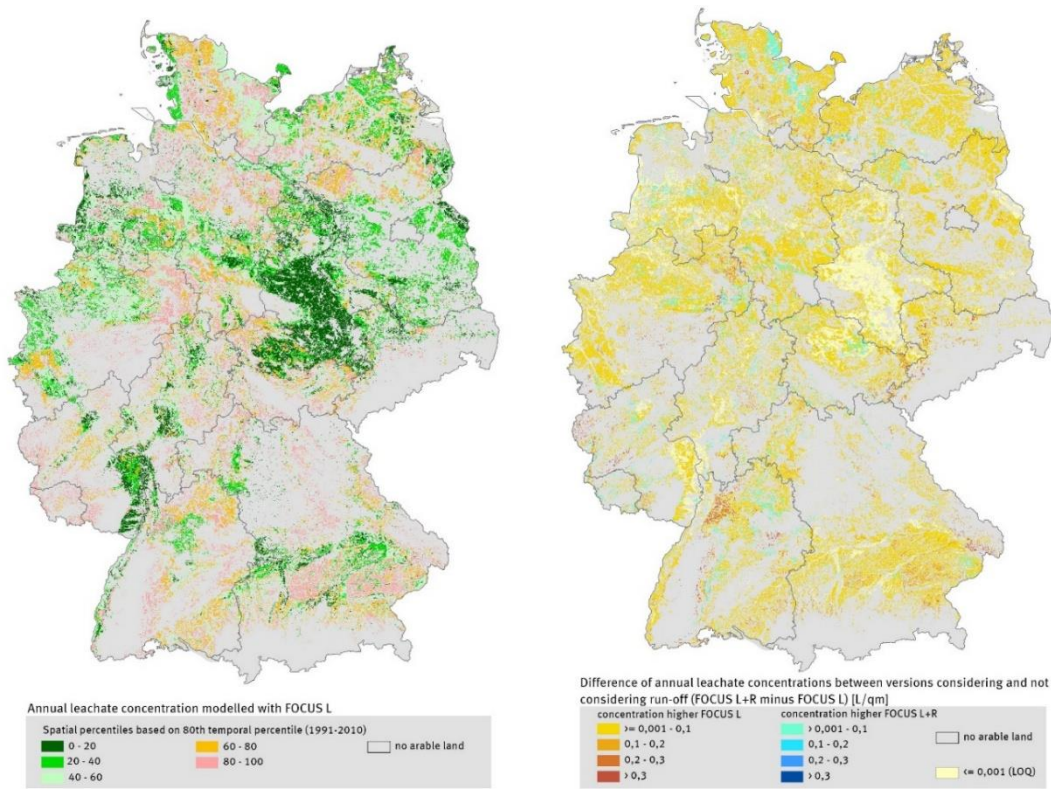 Annual leachate concentration modelled with FOCUS L
Spatial percentiles based on 80th temporal percentile (1991-2010)
0 - 20
20 - 40
40 - 60
60 - 80
80 - 100
no arable land
Difference of annual leachate concentrations between versions considering and not
considering run-off (FOCUS L+R minus FOCUS L) [L/qm]
concentration higher FOCUS L
>= 0,001 - 0,1
0,1 - 0,2
0,2 - 0,3
> 0,3
concentration higher FOCUS L+R
> 0,001 - 0,1
0,1 - 0,2
0,2 - 0,3
> 0,3
no arable land
<= 0,001 (LOQ)